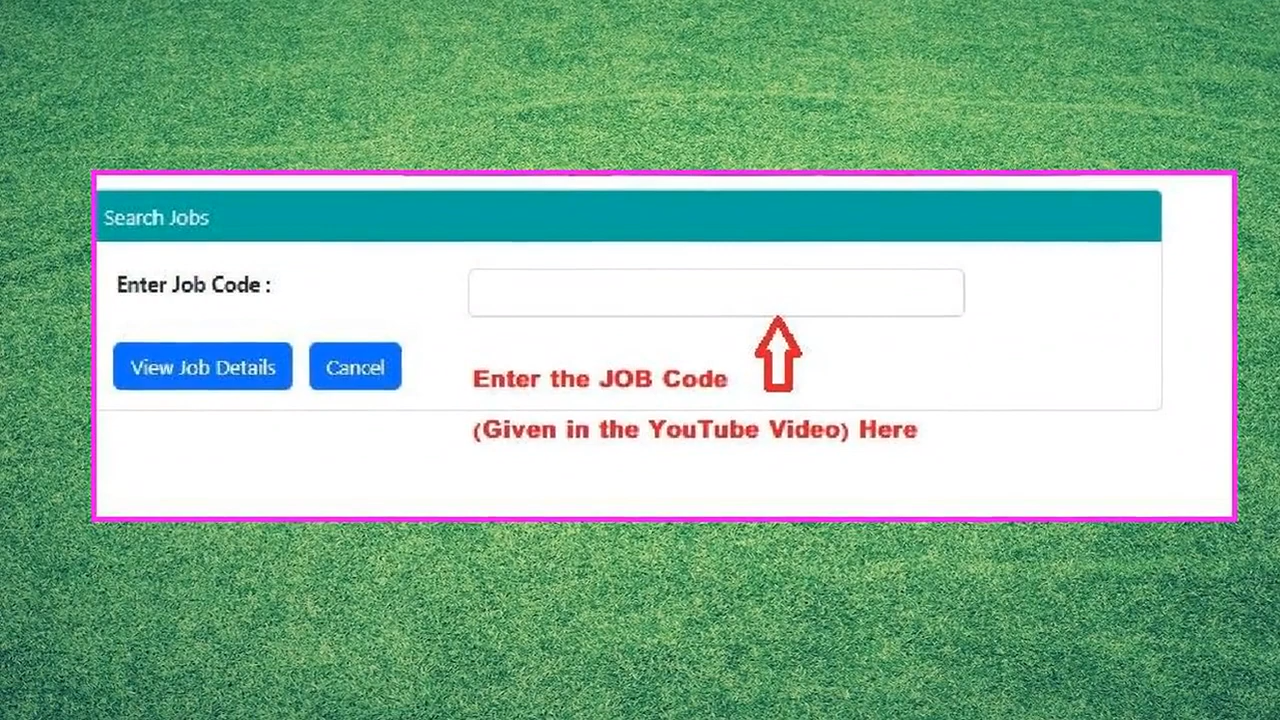 Search Jobs
Enter Job Code :
View Job Details Cancel
Enter the JOB Code
(Given in the YouTube Video) Here